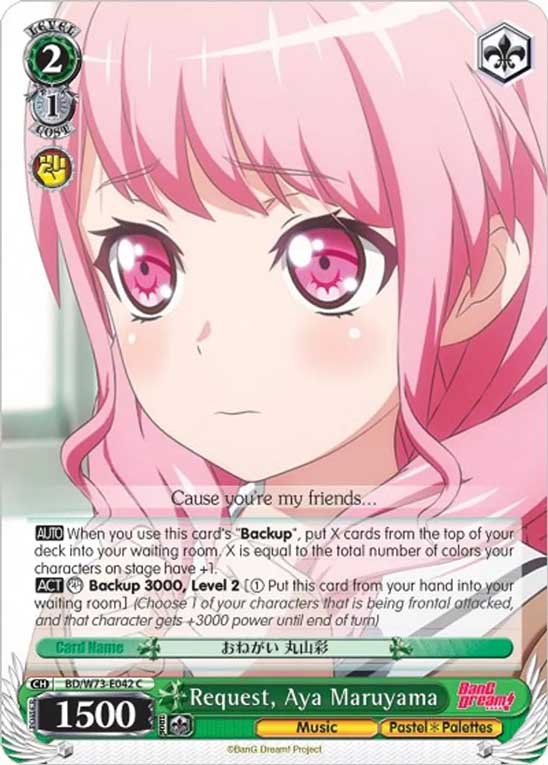 LEVEL
2
1
COST
Cause you're my friends...
AUTO When you use this card's "Backup", put X cards from the top of your
deck into your waiting room. X is equal to the total number of colors your
characters on stage have +1.
ACT Backup 3000, Level 2 [① Put this card from your hand into your
waiting room] (Choose 1 of your characters that is being frontal attacked,
and that character gets +3000 power until end of turn)
Card Name おねがい 丸山彩
CH BD/W73-E042 C
Request, Aya Maruyama
BanG Dream!
POWER 1500 SOUL
Music Pastel＊Palettes
©BanG Dream! Project